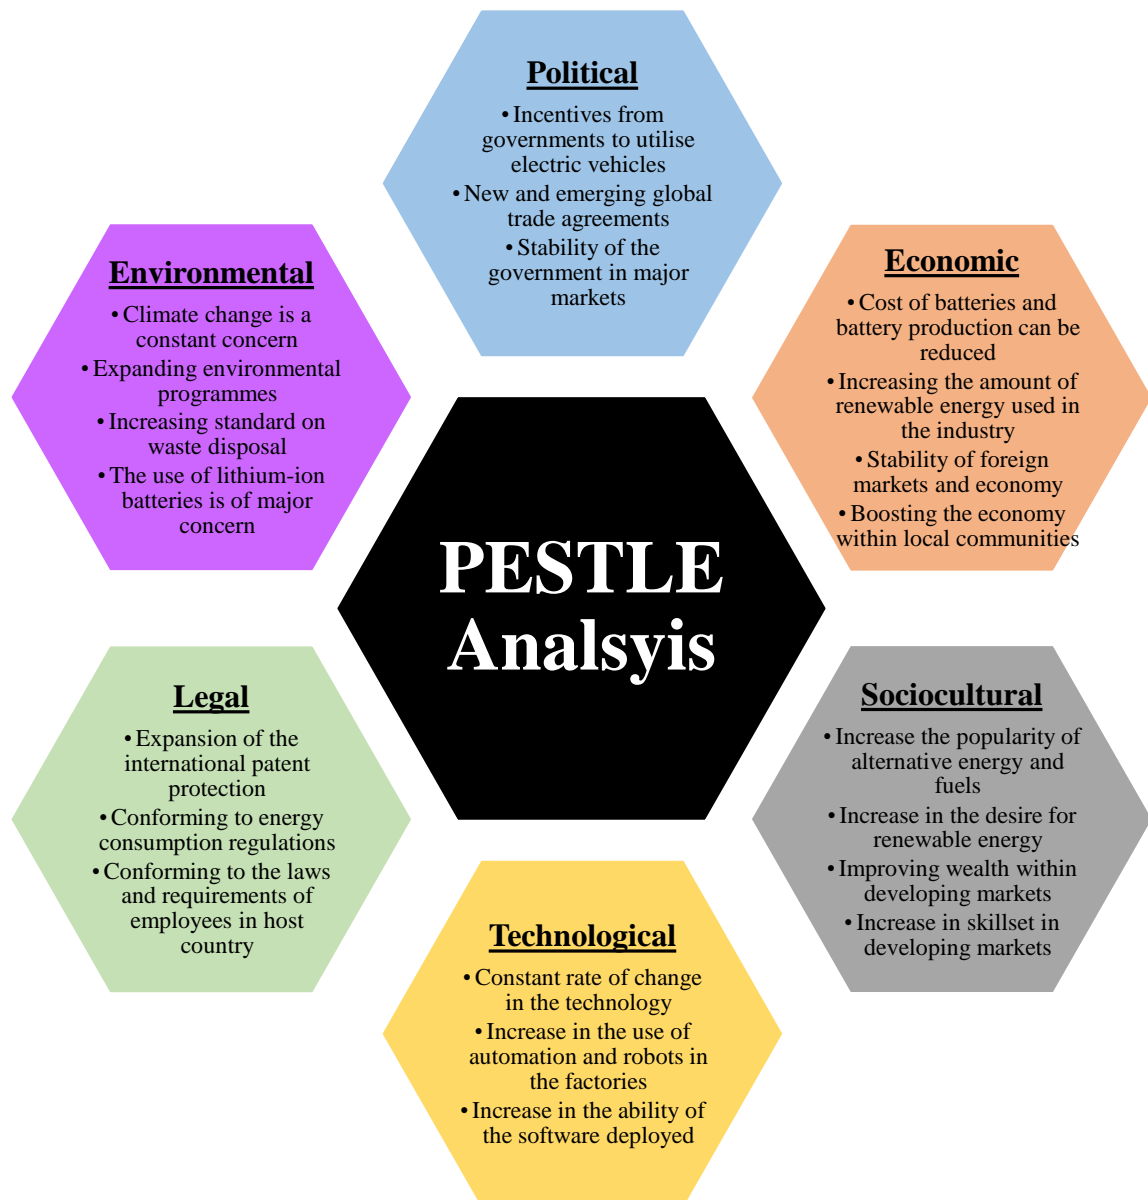 Political
• Incentives from
governments to utilise
electric vehicles
• New and emerging global
trade agreements
• Stability of the
government in major
markets
Environmental
• Climate change is a
constant concern
• Expanding environmental
programmes
• Increasing standard on
waste disposal
• The use of lithium-ion
batteries is of major
concern
Economic
• Cost of batteries and
battery production can be
reduced
• Increasing the amount of
renewable energy used in
the industry
• Stability of foreign
markets and economy
• Boosting the economy
within local communities
PESTLE
Analsyis
Legal
• Expansion of the
international patent
protection
• Conforming to energy
consumption regulations
• Conforming to the laws
and requirements of
employees in host
country
Sociocultural
• Increase the popularity of
alternative energy and
fuels
• Increase in the desire for
renewable energy
• Improving wealth within
developing markets
• Increase in skillset in
developing markets
Technological
• Constant rate of change
in the technology
• Increase in the use of
automation and robots in
the factories
• Increase in the ability of
the software deployed